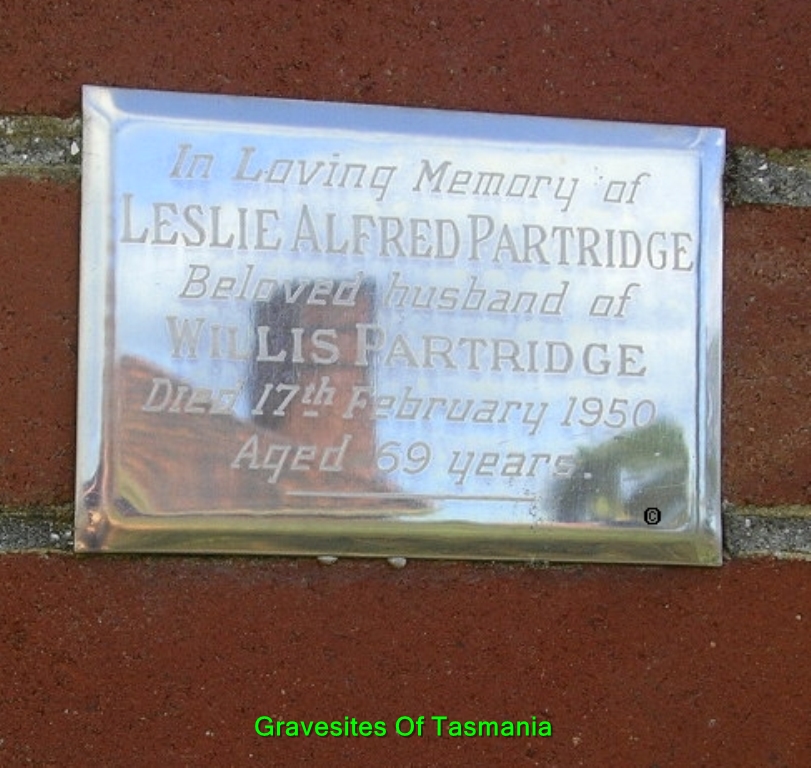 In Loving Memory of
LESLIE ALFRED PARTRIDGE
Beloved husband of
WILLIS PARTRIDGE
Died 17th February 1950
Aged 69 years.
©
Gravesites Of Tasmania